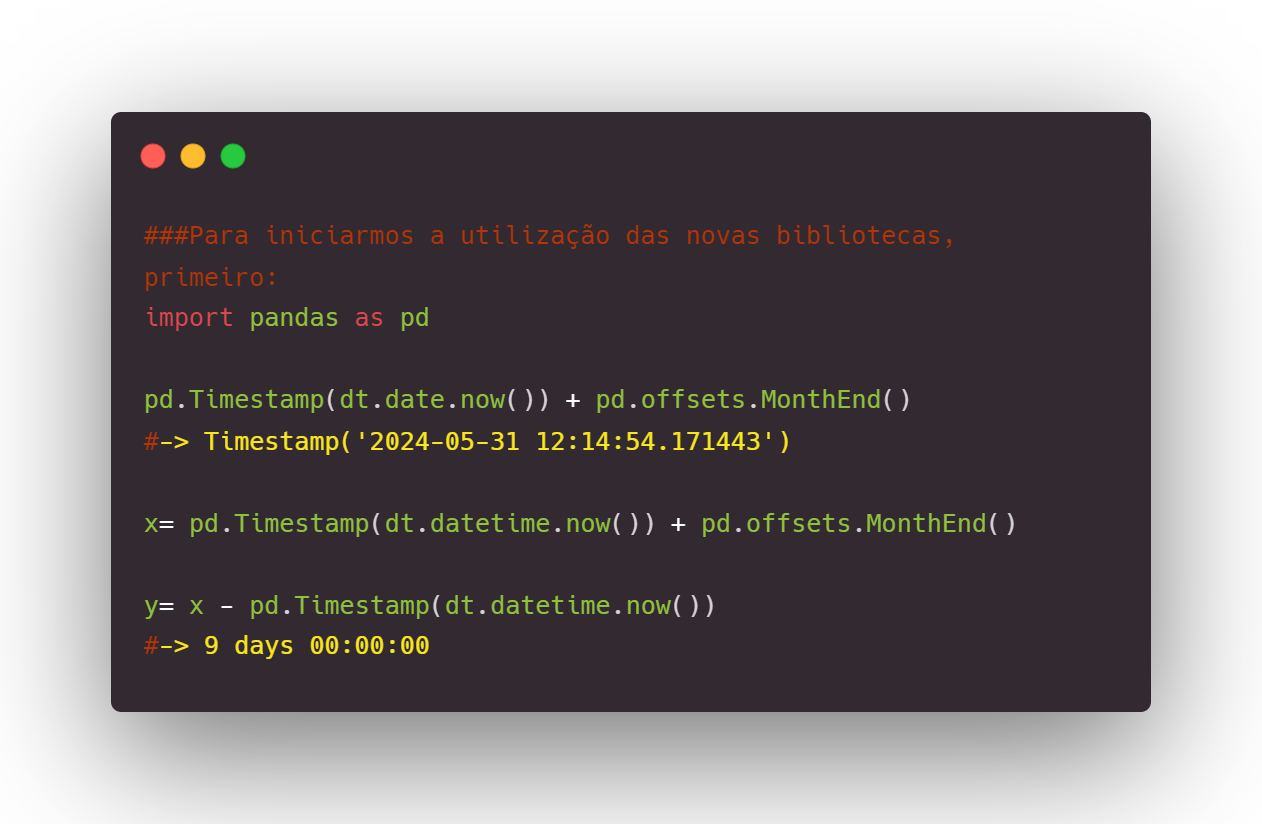 ###Para iniciarmos a utilização das novas bibliotecas,
primeiro:
import pandas as pd
pd.Timestamp(dt.date.now()) + pd.offsets.MonthEnd()
#-> Timestamp('2024-05-31 12:14:54.171443')
x= pd.Timestamp(dt.datetime.now()) + pd.offsets.MonthEnd()
y= x - pd.Timestamp(dt.datetime.now())
#-> 9 days 00:00:00